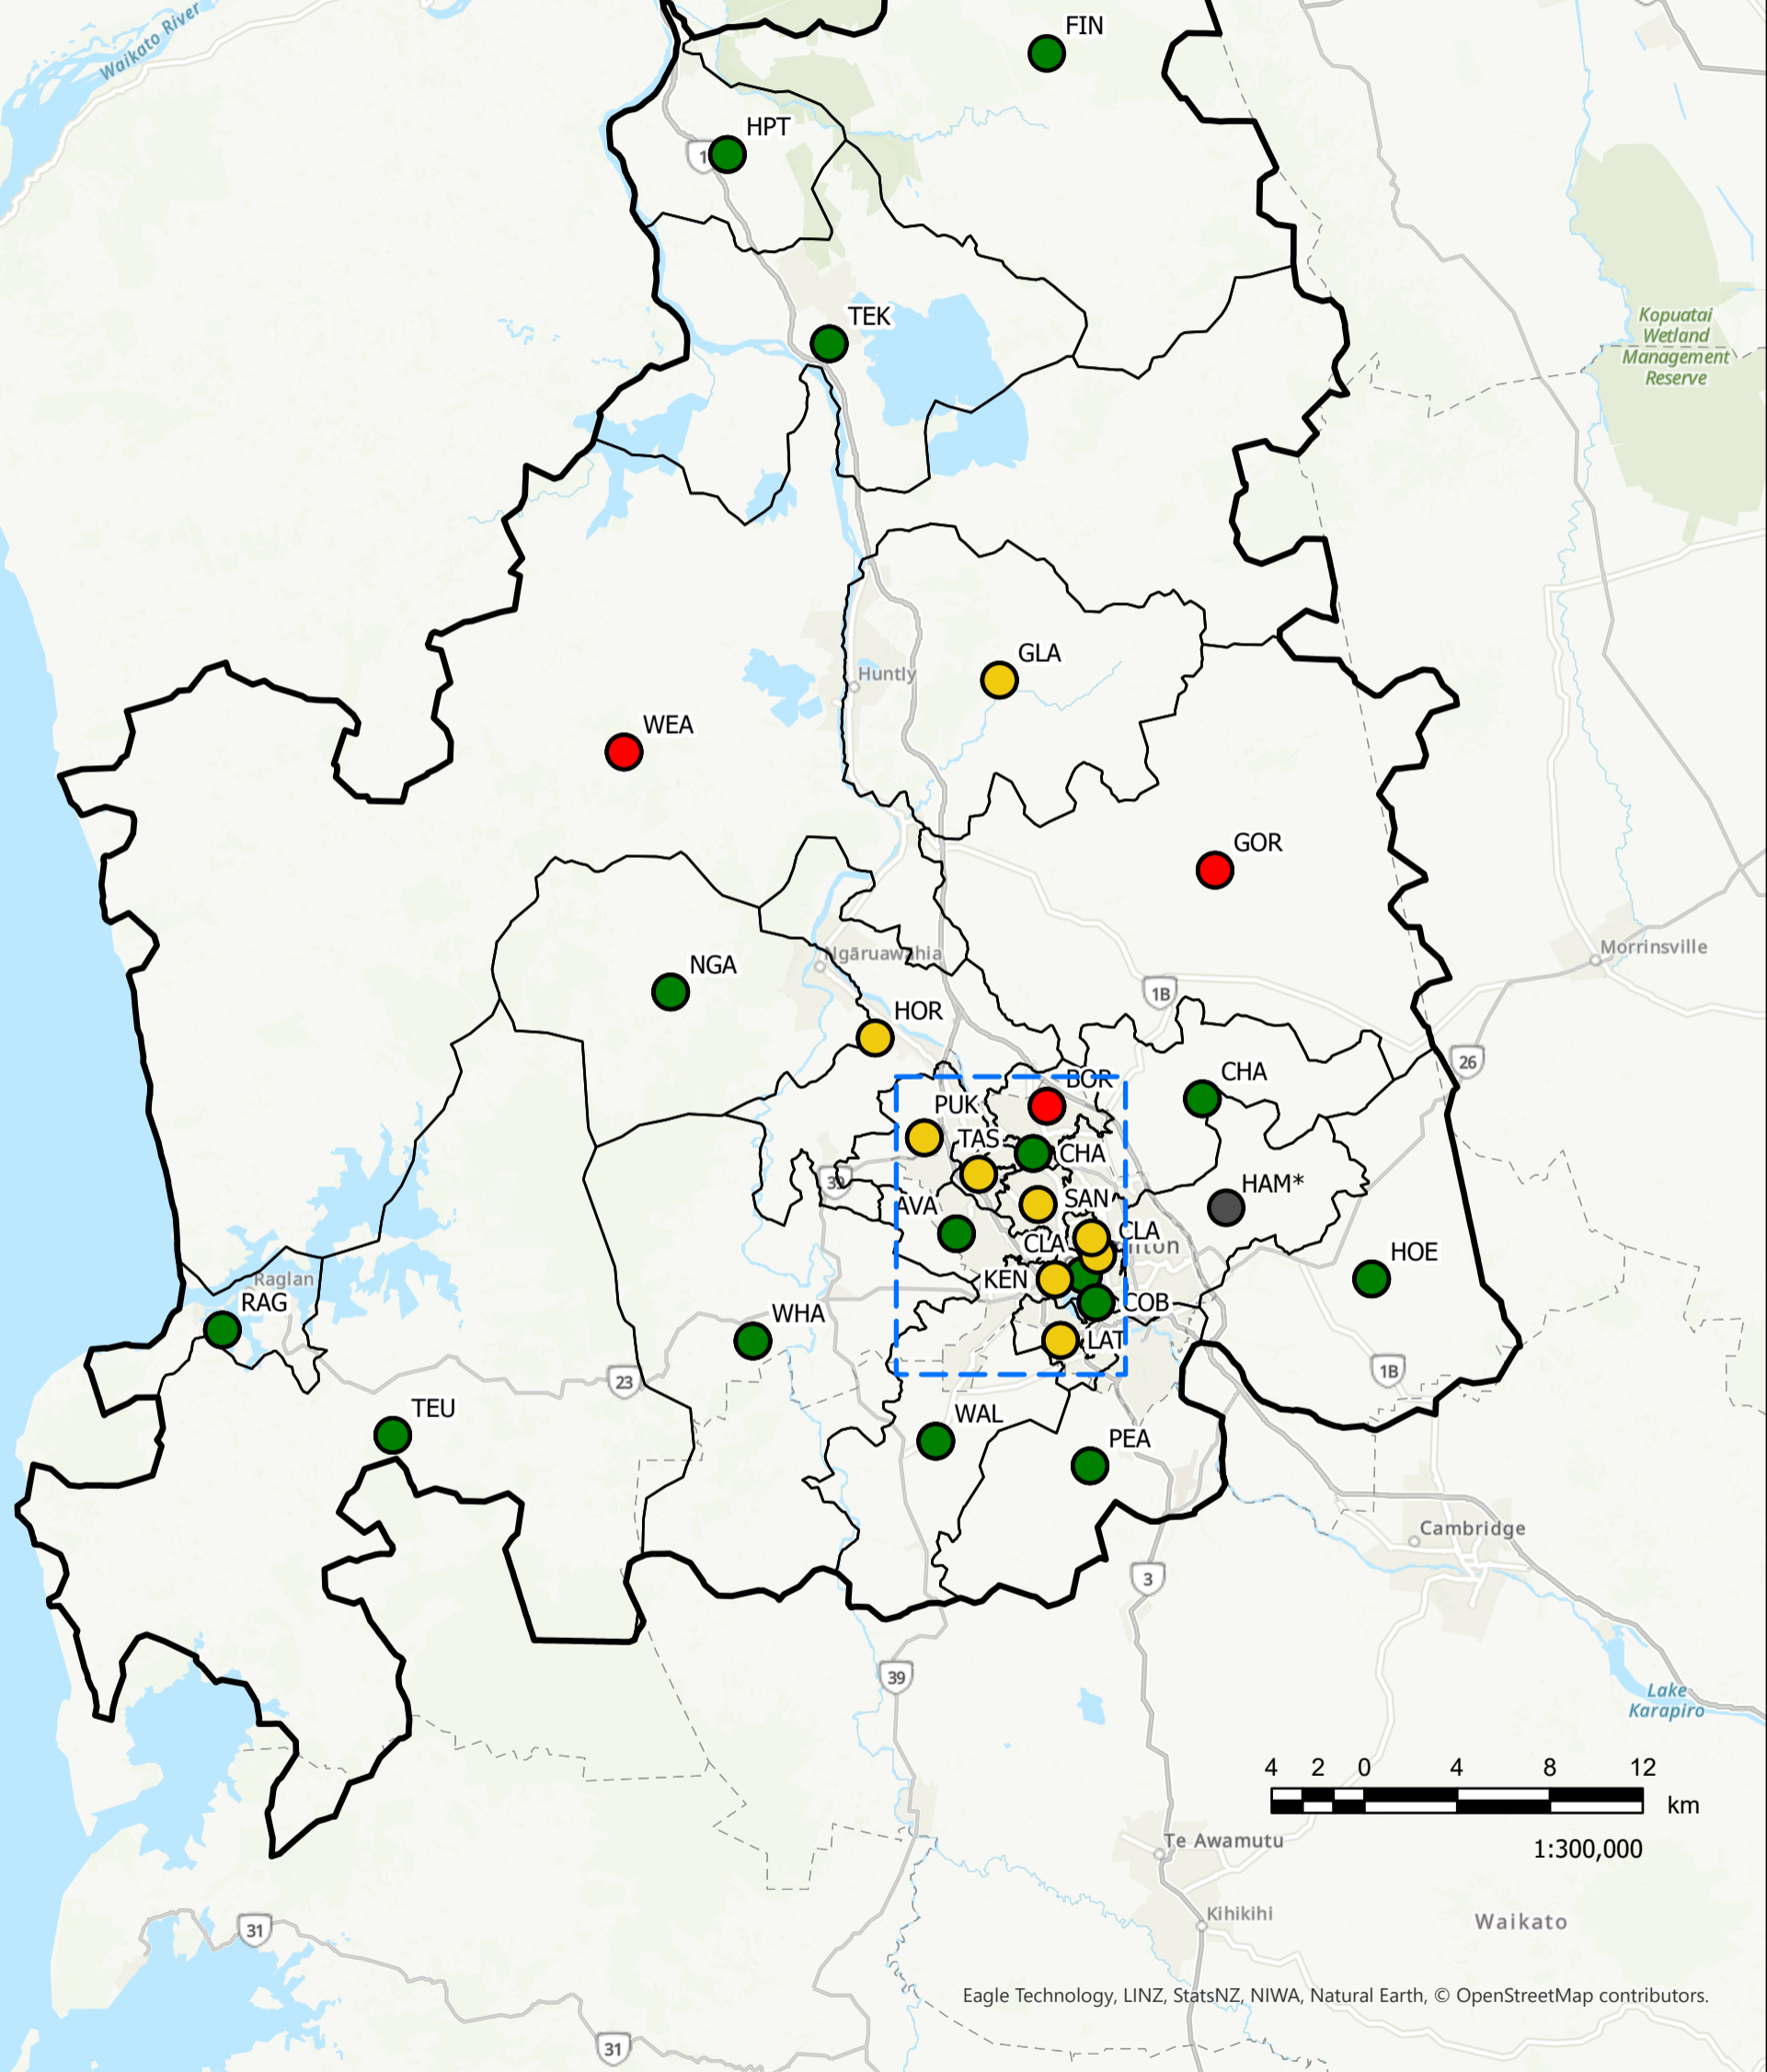 FIN
Waikato River
HPT
1
TEK
Kopuatai
Wetland
Management
Reserve
GLA
Huntly
WEA
GOR
Ngāruawahia
Morrinsville
NGA
1B
HOR
26
CHA
BOR
PUK
TAS
CHA
39
HAM*
SAN
AVA
CLA
CLA
HOE
KEN
Raglan
RAG
COB
WHA
LAT
1B
23
TEU
WAL
PEA
Cambridge
3
39
Lake
Karapiro
4 2 0 4 8 12
km
Te Awamutu
1:300,000
Kihikihi
Waikato
31
Eagle Technology, LINZ, StatsNZ, NIWA, Natural Earth, © OpenStreetMap contributors.
31